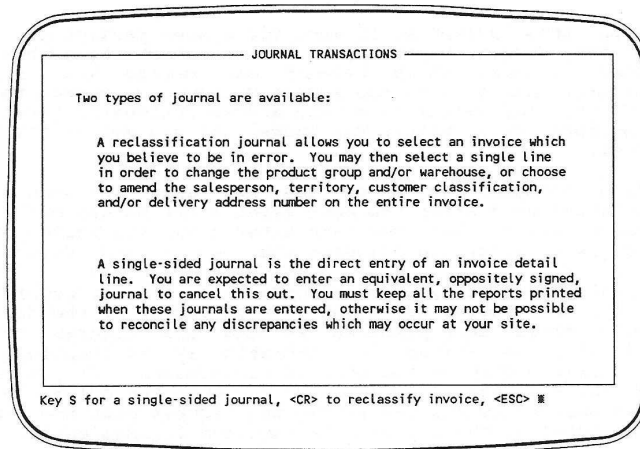 JOURNAL TRANSACTIONS
Two types of journal are available:
A reclassification journal allows you to select an invoice which
you believe to be in error. You may then select a single line
in order to change the product group and/or warehouse, or choose
to amend the salesperson, territory, customer classification,
and/or delivery address number on the entire invoice.
A single-sided journal is the direct entry of an invoice detail
line. You are expected to enter an equivalent, oppositely signed,
journal to cancel this out. You must keep all the reports printed
when these journals are entered, otherwise it may not be possible
to reconcile any discrepancies which may occur at your site.
Key S for a single-sided journal, <CR> to reclassify invoice, <ESC>